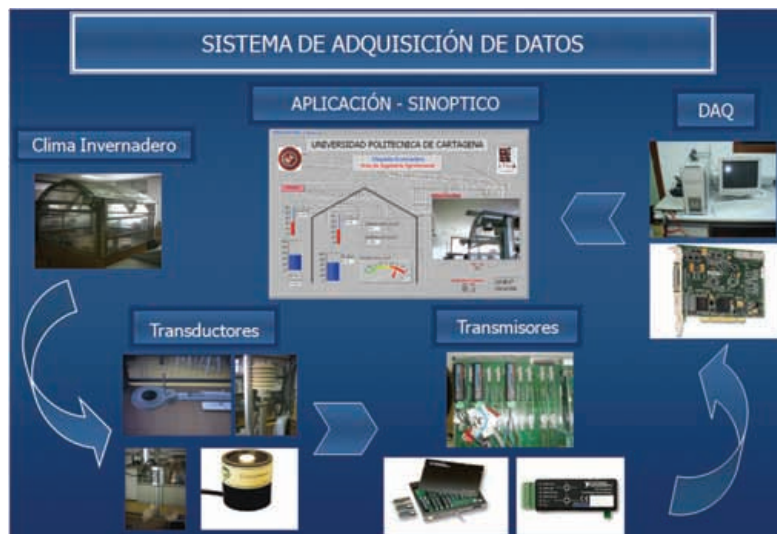 SISTEMA DE ADQUISICIÓN DE DATOS
APLICACIÓN - SINOPTICO
DAQ
Clima Invernadero
UNIVERSIDAD POLITECNICA DE CARTAGENA
Transductores
Transmisores